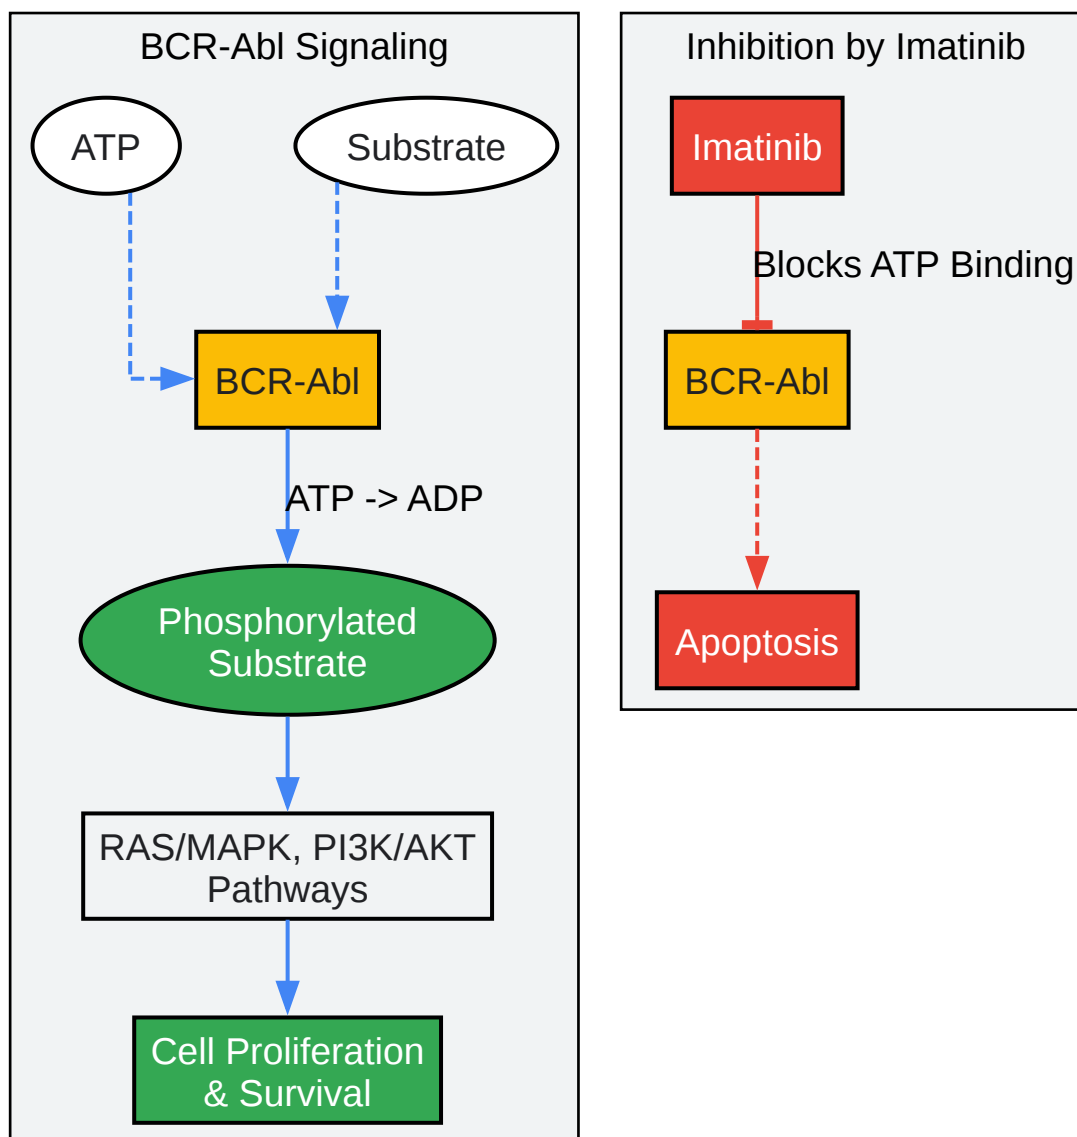 BCR-Abl Signaling
ATP
Substrate
BCR-Abl
ATP -> ADP
Phosphorylated
Substrate
RAS/MAPK, PI3K/AKT
Pathways
Cell Proliferation
& Survival
Inhibition by Imatinib
Imatinib
Blocks ATP Binding
BCR-Abl
Apoptosis